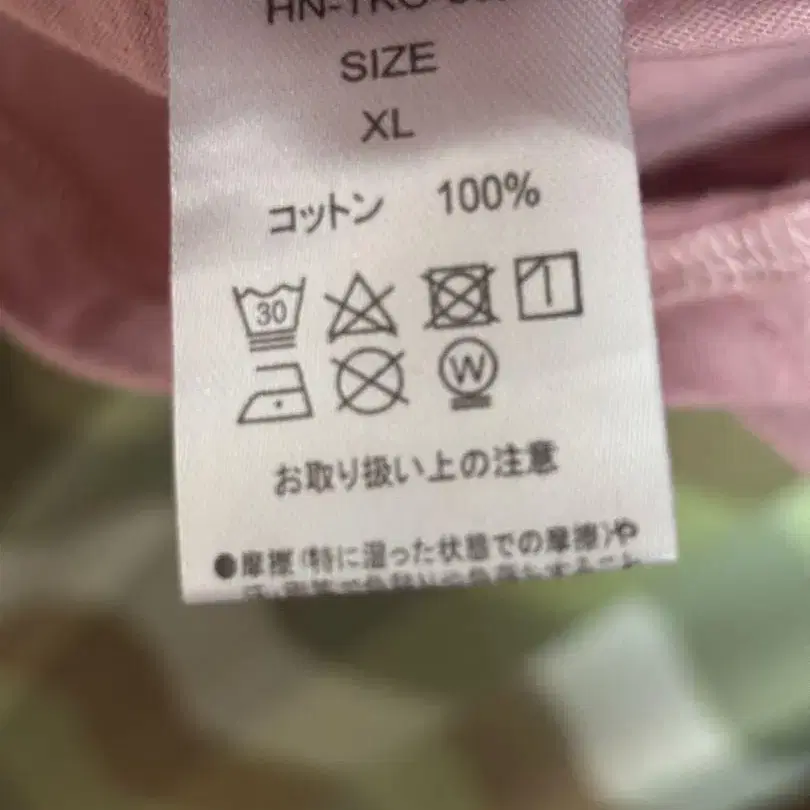 SIZE
XL
コットン 100%
30
W
お取り扱い上の注意
●摩擦(特に湿った状態での摩擦)や